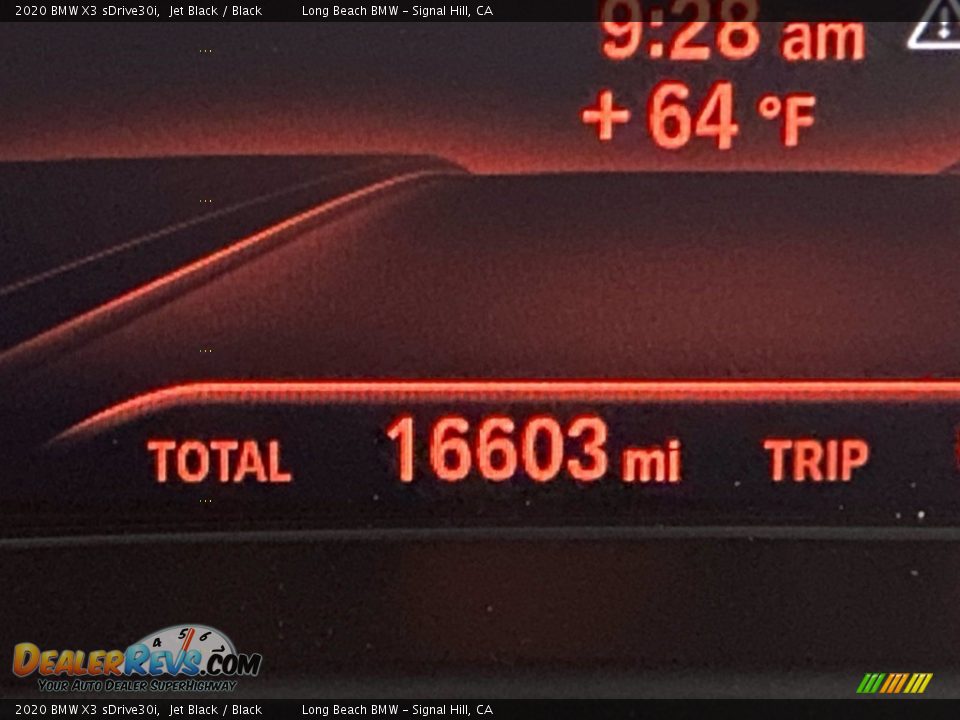 2020 BMW X3 sDrive30i, Jet Black / Black Long Beach BMW - Signal Hill, CA
9:28 am
+ 64 °F
TOTAL 16603 mi TRIP
DEALERREVS.COM
YOUR AUTO DEALER SUPERHIGHWAY
2020 BMW X3 sDrive30i, Jet Black / Black Long Beach BMW - Signal Hill, CA